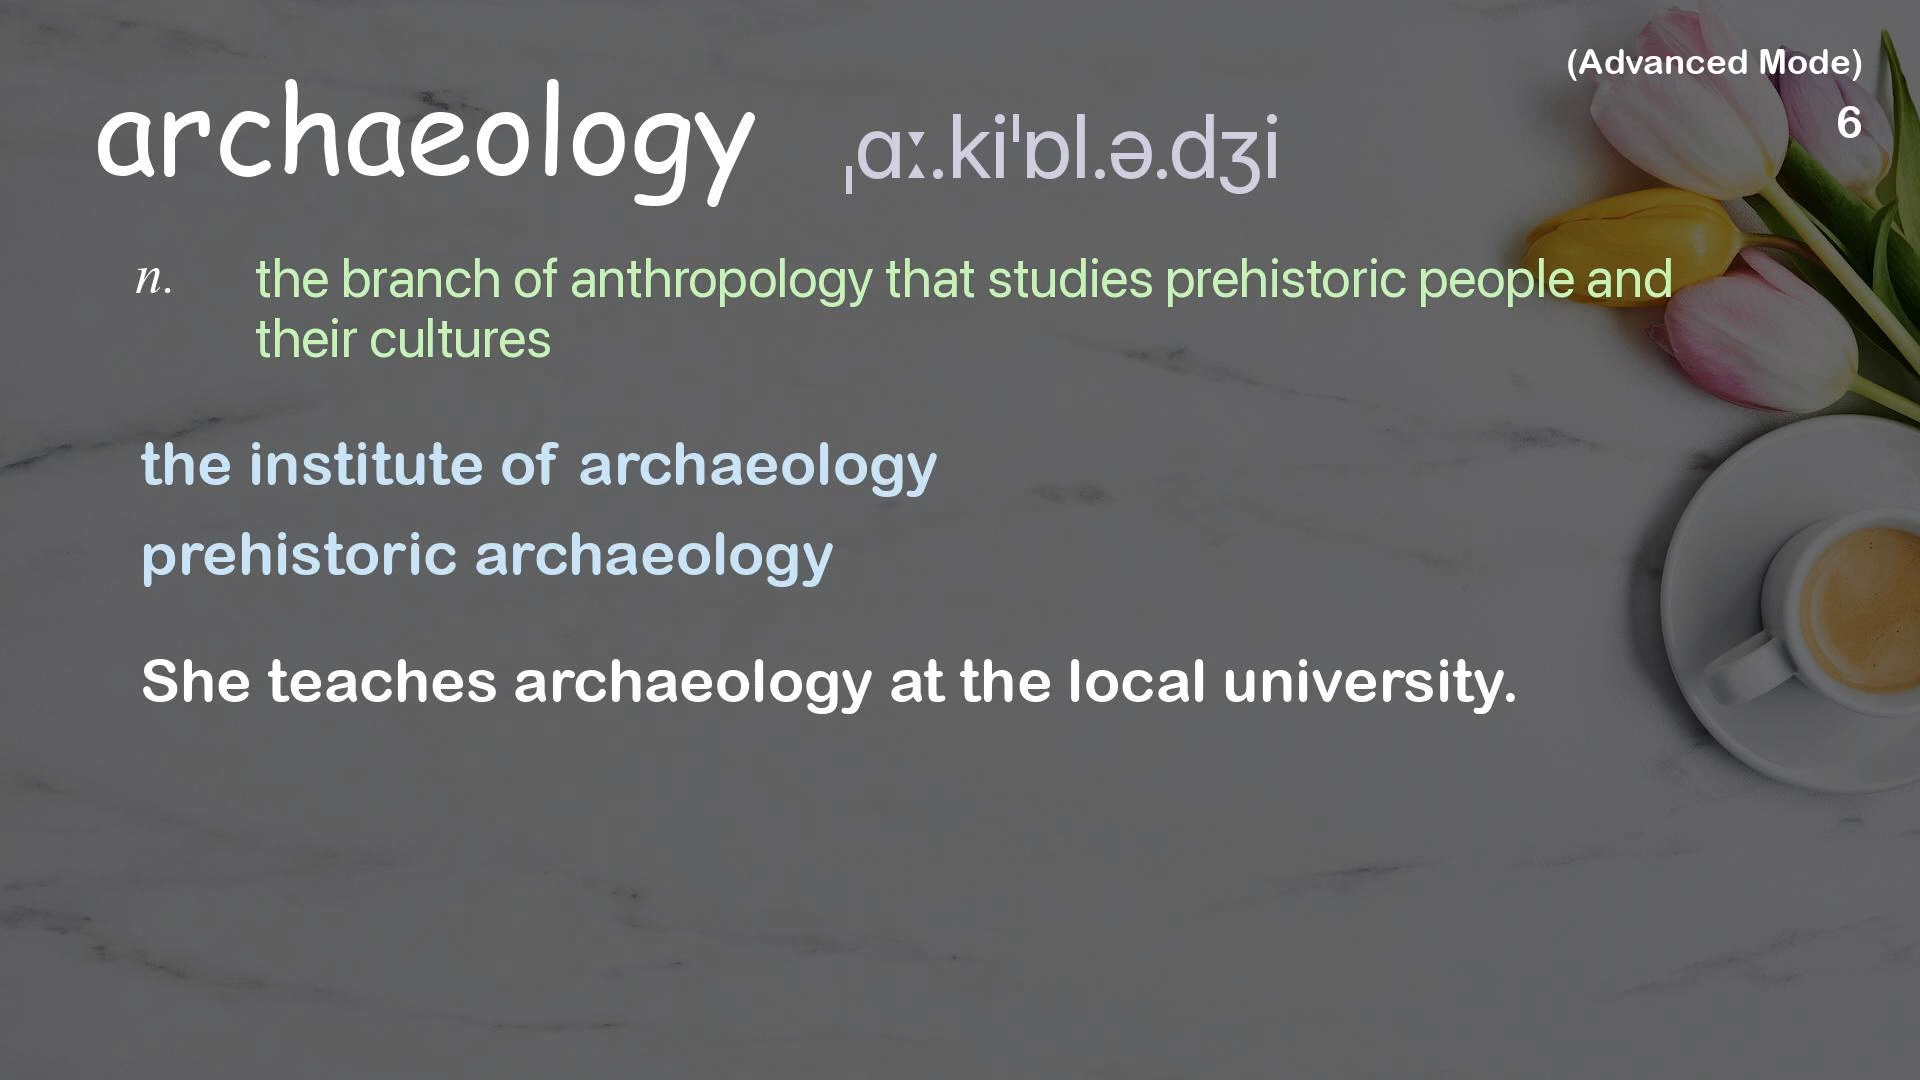 (Advanced Mode)
6
archaeology ˌɑː.kiˈɒl.ə.dʒi
n. the branch of anthropology that studies prehistoric people and
their cultures
the institute of archaeology
prehistoric archaeology
She teaches archaeology at the local university.